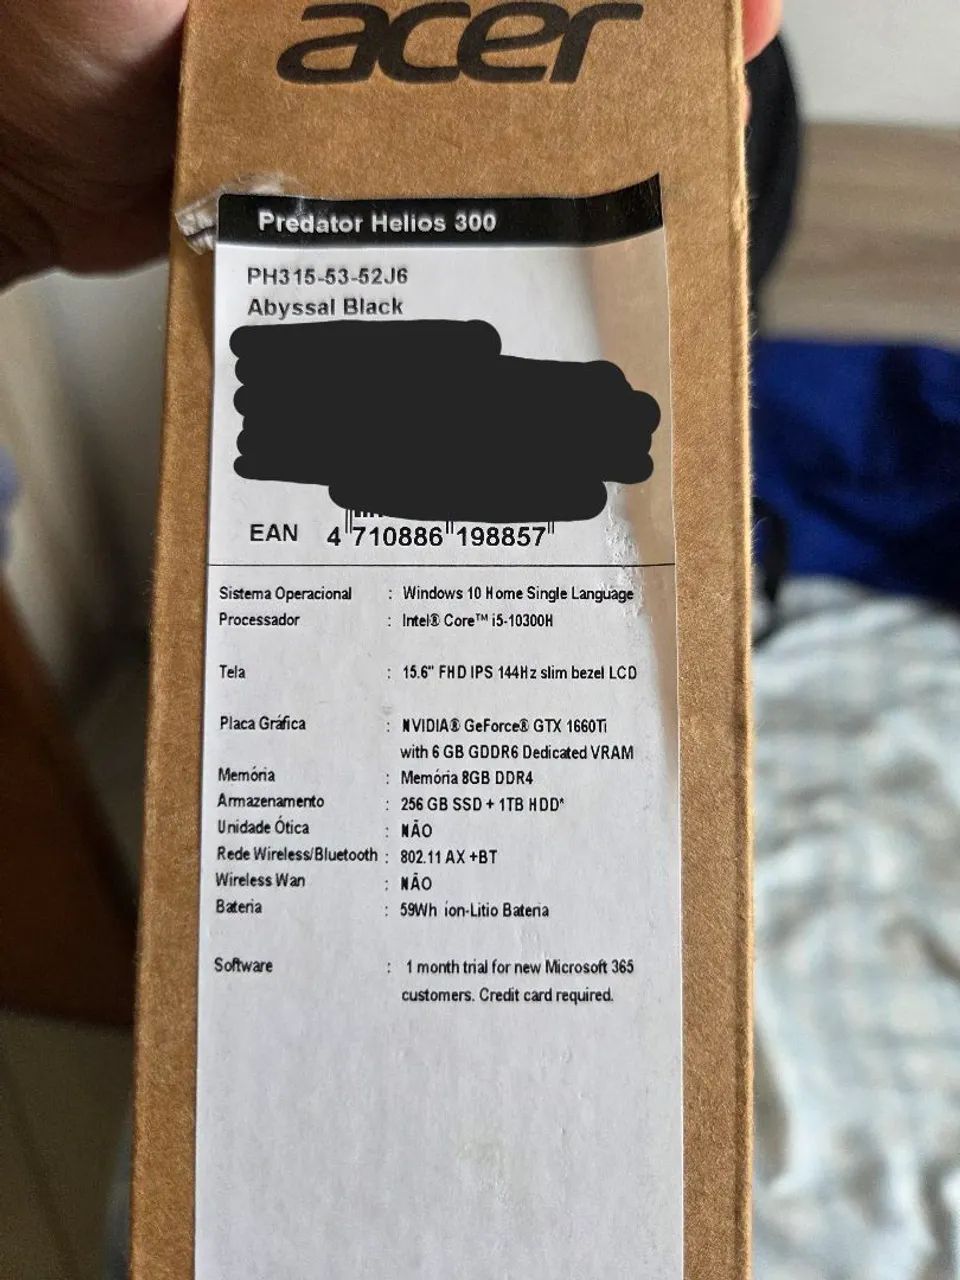 acer
Predator Helios 300
PH315-53-52J6
Abyssal Black
EAN 4 710886 198857
Sistema Operacional : Windows 10 Home Single Language
Processador : Intel® Core™ i5-10300H
Tela : 15.6" FHD IPS 144Hz slim bezel LCD
Placa Gráfica : NVIDIA® GeForce® GTX 1660Ti
with 6 GB GDDR6 Dedicated VRAM
Memória : Memória 8GB DDR4
Armazenamento : 256 GB SSD + 1TB HDD*
Unidade Ótica : NÃO
Rede Wireless/Bluetooth : 802.11 AX +BT
Wireless Wan : NÃO
Bateria : 59Wh íon-Litio Bateria
Software : 1 month trial for new Microsoft 365
customers. Credit card required.